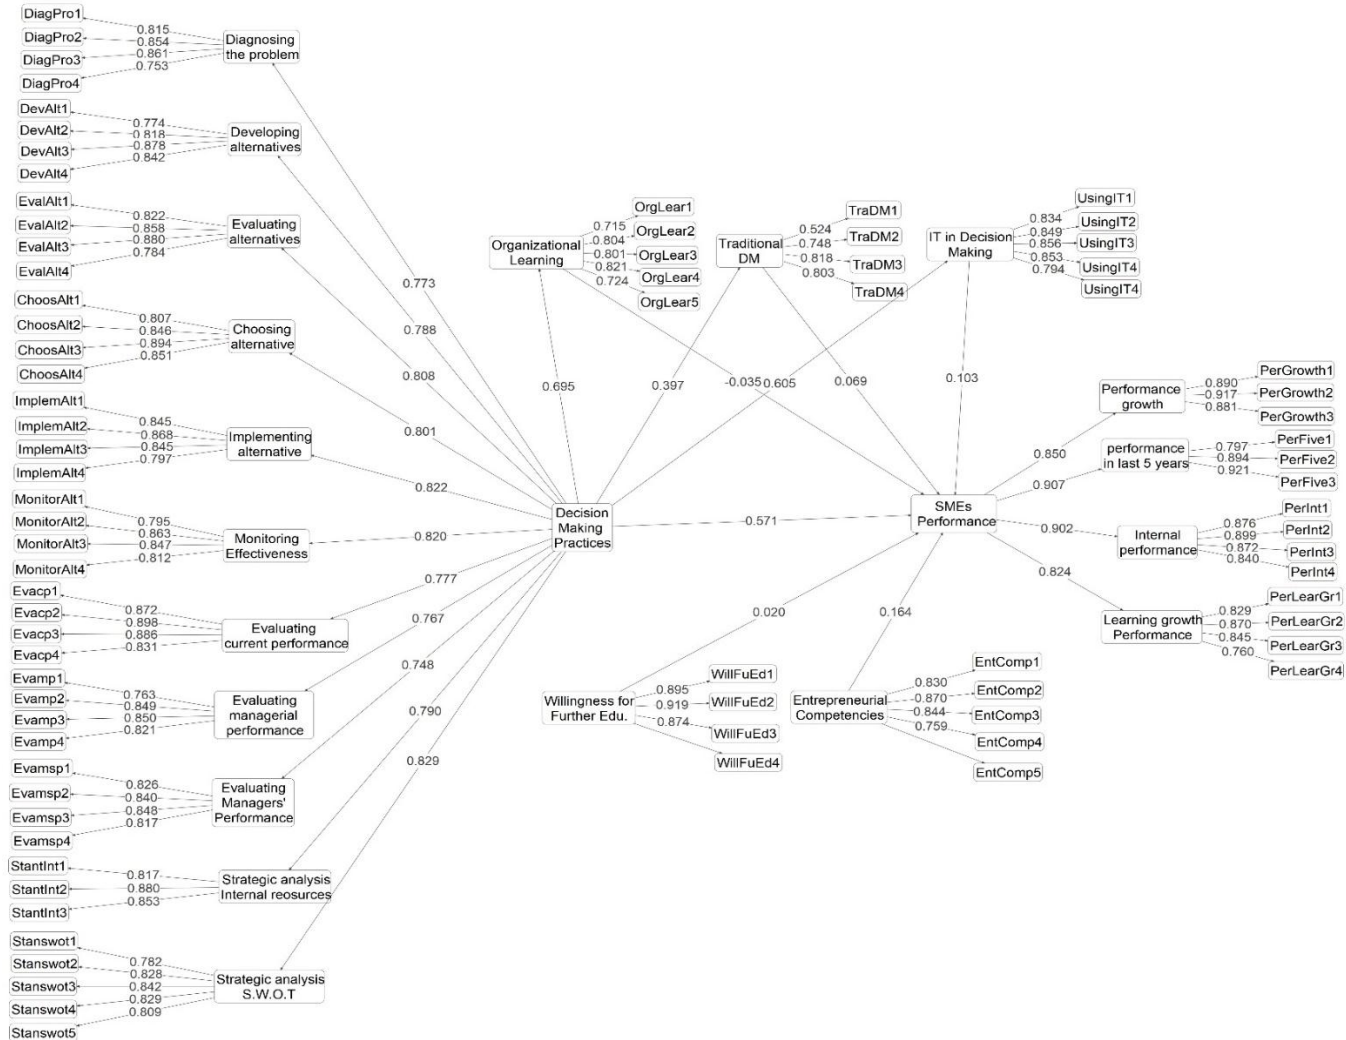 DiagPro1
DiagPro2
DiagPro3
DiagPro4
0.815
0.854
0.861
0.753
Diagnosing
the problem
DevAlt1
DevAlt2
DevAlt3
DevAlt4
0.774
0.818
0.878
0.842
Developing
alternatives
EvalAlt1
EvalAlt2
EvalAlt3
EvalAlt4
0.822
0.858
0.880
0.784
Evaluating
alternatives
ChoosAlt1
ChoosAlt2
ChoosAlt3
ChoosAlt4
0.807
0.846
0.894
0.851
Choosing
alternative
ImplemAlt1
ImplemAlt2
ImplemAlt3
ImplemAlt4
0.845
0.868
0.845
0.797
Implementing
alternative
MonitorAlt1
MonitorAlt2
MonitorAlt3
MonitorAlt4
0.795
0.863
0.847
0.812
Monitoring
Effectiveness
Evacp1
Evacp2
Evacp3
Evacp4
0.872
0.898
0.886
0.831
Evaluating
current performance
Evamp1
Evamp2
Evamp3
Evamp4
0.763
0.849
0.850
0.821
Evaluating
managerial
performance
Evamsp1
Evamsp2
Evamsp3
Evamsp4
0.826
0.840
0.848
0.817
Evaluating
Managers'
Performance
StantInt1
StantInt2
StantInt3
0.817
0.880
0.853
Strategic analysis
Internal reosurces
Stanswot1
Stanswot2
Stanswot3
Stanswot4
Stanswot5
0.782
0.828
0.842
0.829
0.809
Strategic analysis
S.W.O.T
0.773
0.788
0.808
0.801
0.822
0.820
0.777
0.767
0.748
0.790
0.829
Decision
Making
Practices
0.695
0.397
0.605
0.571
Organizational
Learning
0.715
0.804
0.801
0.821
0.724
OrgLear1
OrgLear2
OrgLear3
OrgLear4
OrgLear5
Traditional
DM
0.524
0.748
0.818
0.803
TraDM1
TraDM2
TraDM3
TraDM4
IT in Decision
Making
0.834
0.849
0.856
0.853
0.794
UsingIT1
UsingIT2
UsingIT3
UsingIT4
UsingIT4
-0.035
0.069
0.103
SMEs
Performance
0.020
0.164
Willingness for
Further Edu.
0.895
0.919
0.874
WillFuEd1
WillFuEd2
WillFuEd3
WillFuEd4
Entrepreneurial
Competencies
0.830
0.870
0.844
0.759
EntComp1
EntComp2
EntComp3
EntComp4
EntComp5
0.850
0.907
0.902
0.824
Performance
growth
0.890
0.917
0.881
PerGrowth1
PerGrowth2
PerGrowth3
performance
in last 5 years
0.797
0.894
0.921
PerFive1
PerFive2
PerFive3
Internal
performance
0.876
0.899
0.872
0.840
PerInt1
PerInt2
PerInt3
PerInt4
Learning growth
Performance
0.829
0.870
0.845
0.760
PerLearGr1
PerLearGr2
PerLearGr3
PerLearGr4